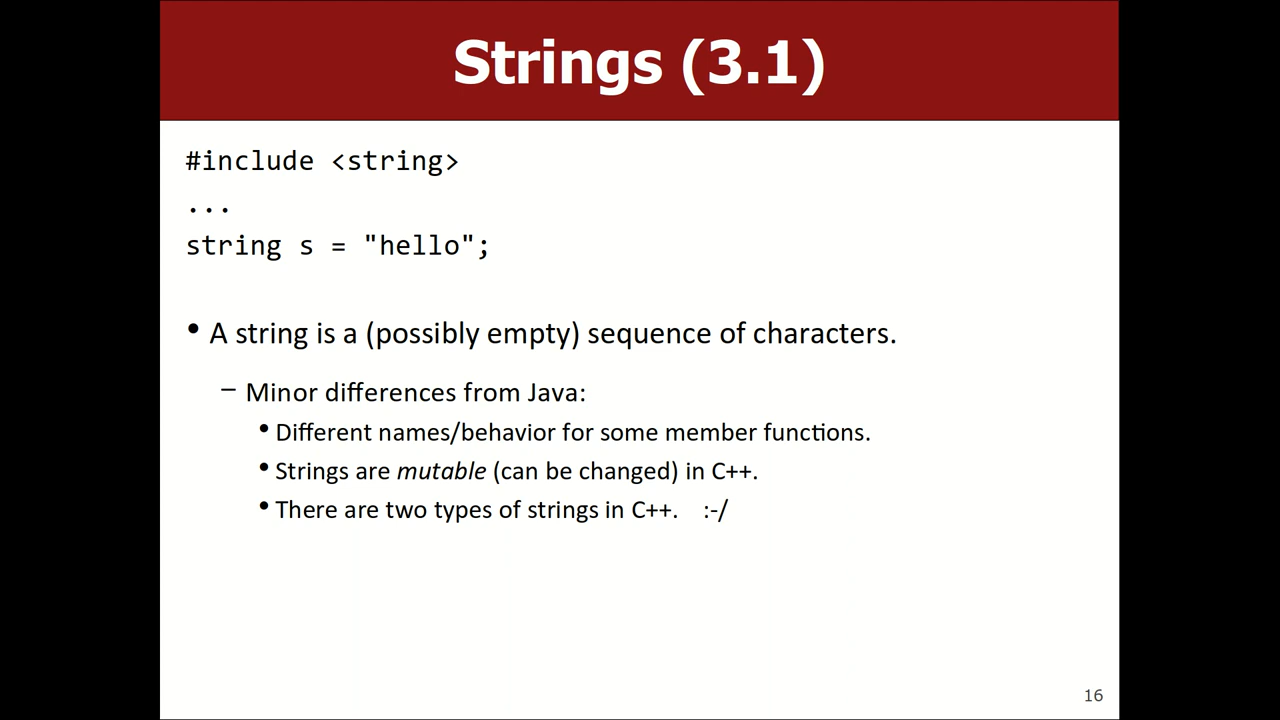 Strings (3.1)
#include <string>
...
string s = "hello";
• A string is a (possibly empty) sequence of characters.
– Minor differences from Java:
• Different names/behavior for some member functions.
• Strings are mutable (can be changed) in C++.
• There are two types of strings in C++. :-/
16